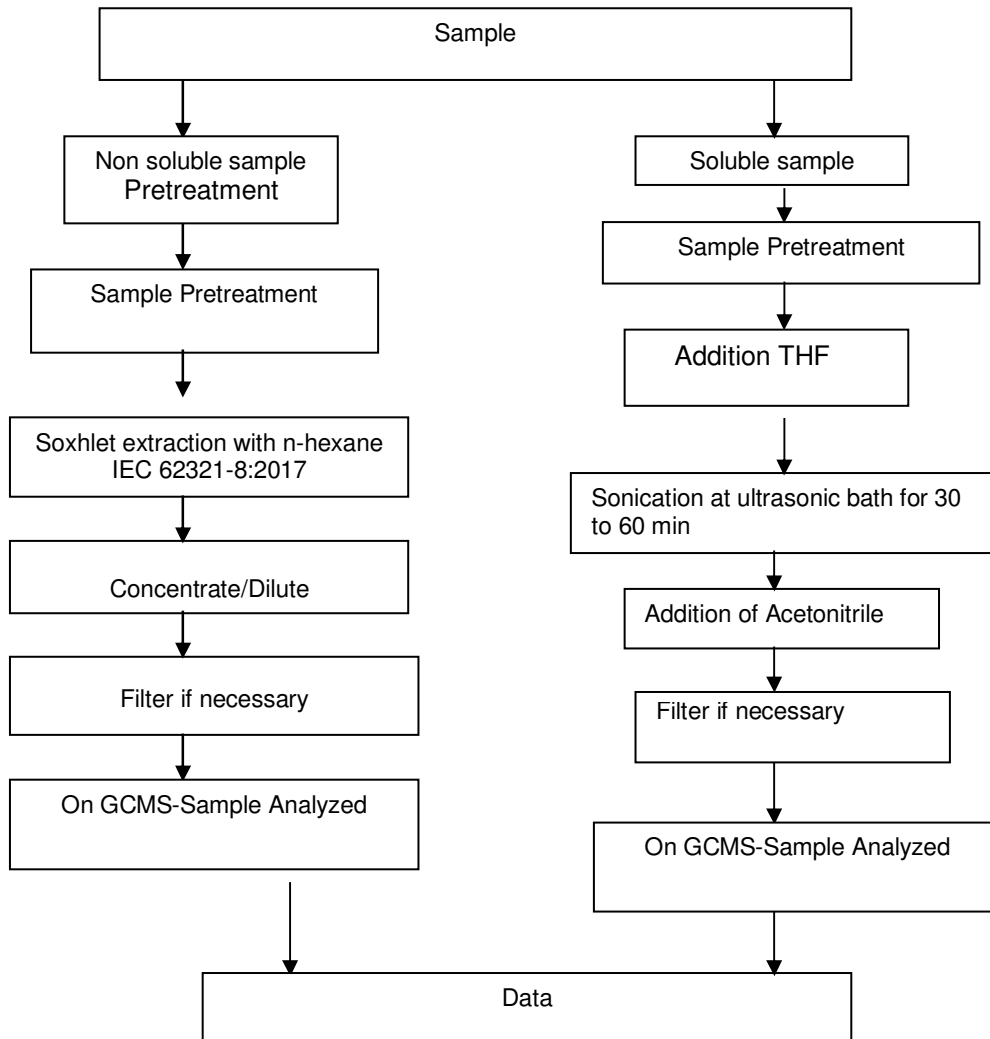 Sample
Non soluble sample
Pretreatment
Sample Pretreatment
Soxhlet extraction with n-hexane
IEC 62321-8:2017
Concentrate/Dilute
Filter if necessary
On GCMS-Sample Analyzed
Soluble sample
Sample Pretreatment
Addition THF
Sonication at ultrasonic bath for 30
to 60 min
Addition of Acetonitrile
Filter if necessary
On GCMS-Sample Analyzed
Data